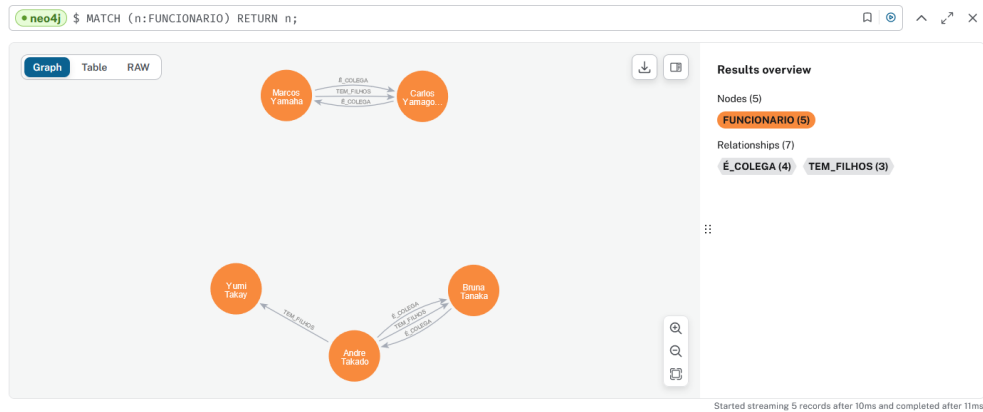 neo4j $ MATCH (n:FUNCIONARIO) RETURN n;
Graph Table RAW
Marcos
Yamaha
É_COLEGA
TEM_FILHOS
É_COLEGA
Carlos
Yamago...
Yumi
Takay
TEM_FILHOS
Andre
Takado
É_COLEGA
TEM_FILHOS
É_COLEGA
Bruna
Tanaka
Results overview
Nodes (5)
FUNCIONARIO (5)
Relationships (7)
É_COLEGA (4) TEM_FILHOS (3)
Started streaming 5 records after 10ms and completed after 11ms